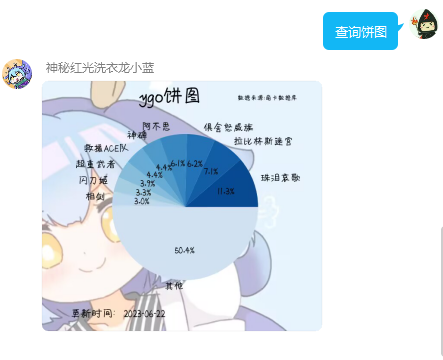 查询饼图
神秘红光洗衣龙小蓝
ygo饼图
数据来源:萌卡数据库
阿不思
俱舍怒威族
神碑
拉比林斯迷宫
救援ACE队
超重武者
珠泪哀歌
闪刀姬
相剑
6.1%
6.2%
4.4%
7.1%
4.4%
3.9%
11.3%
3.3%
3.0%
50.4%
其他
更新时间: 2023-06-22